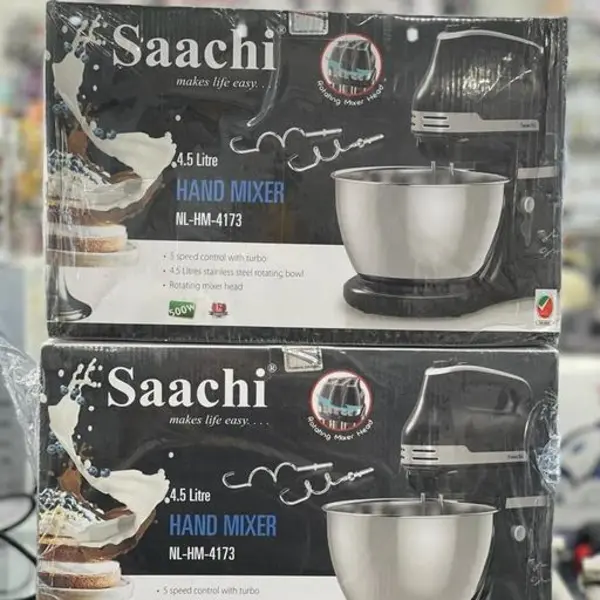 Saachi®
makes life easy. . . .
Rotating Mixer Head
4.5 Litre
HAND MIXER
NL-HM-4173
• 5 speed control with turbo
• 4.5 Litres stainless steel rotating bowl
• Rotating mixer head
500W
Saachi®
makes life easy. . . .
Rotating Mixer Head
4.5 Litre
HAND MIXER
NL-HM-4173
• 5 speed control with turbo